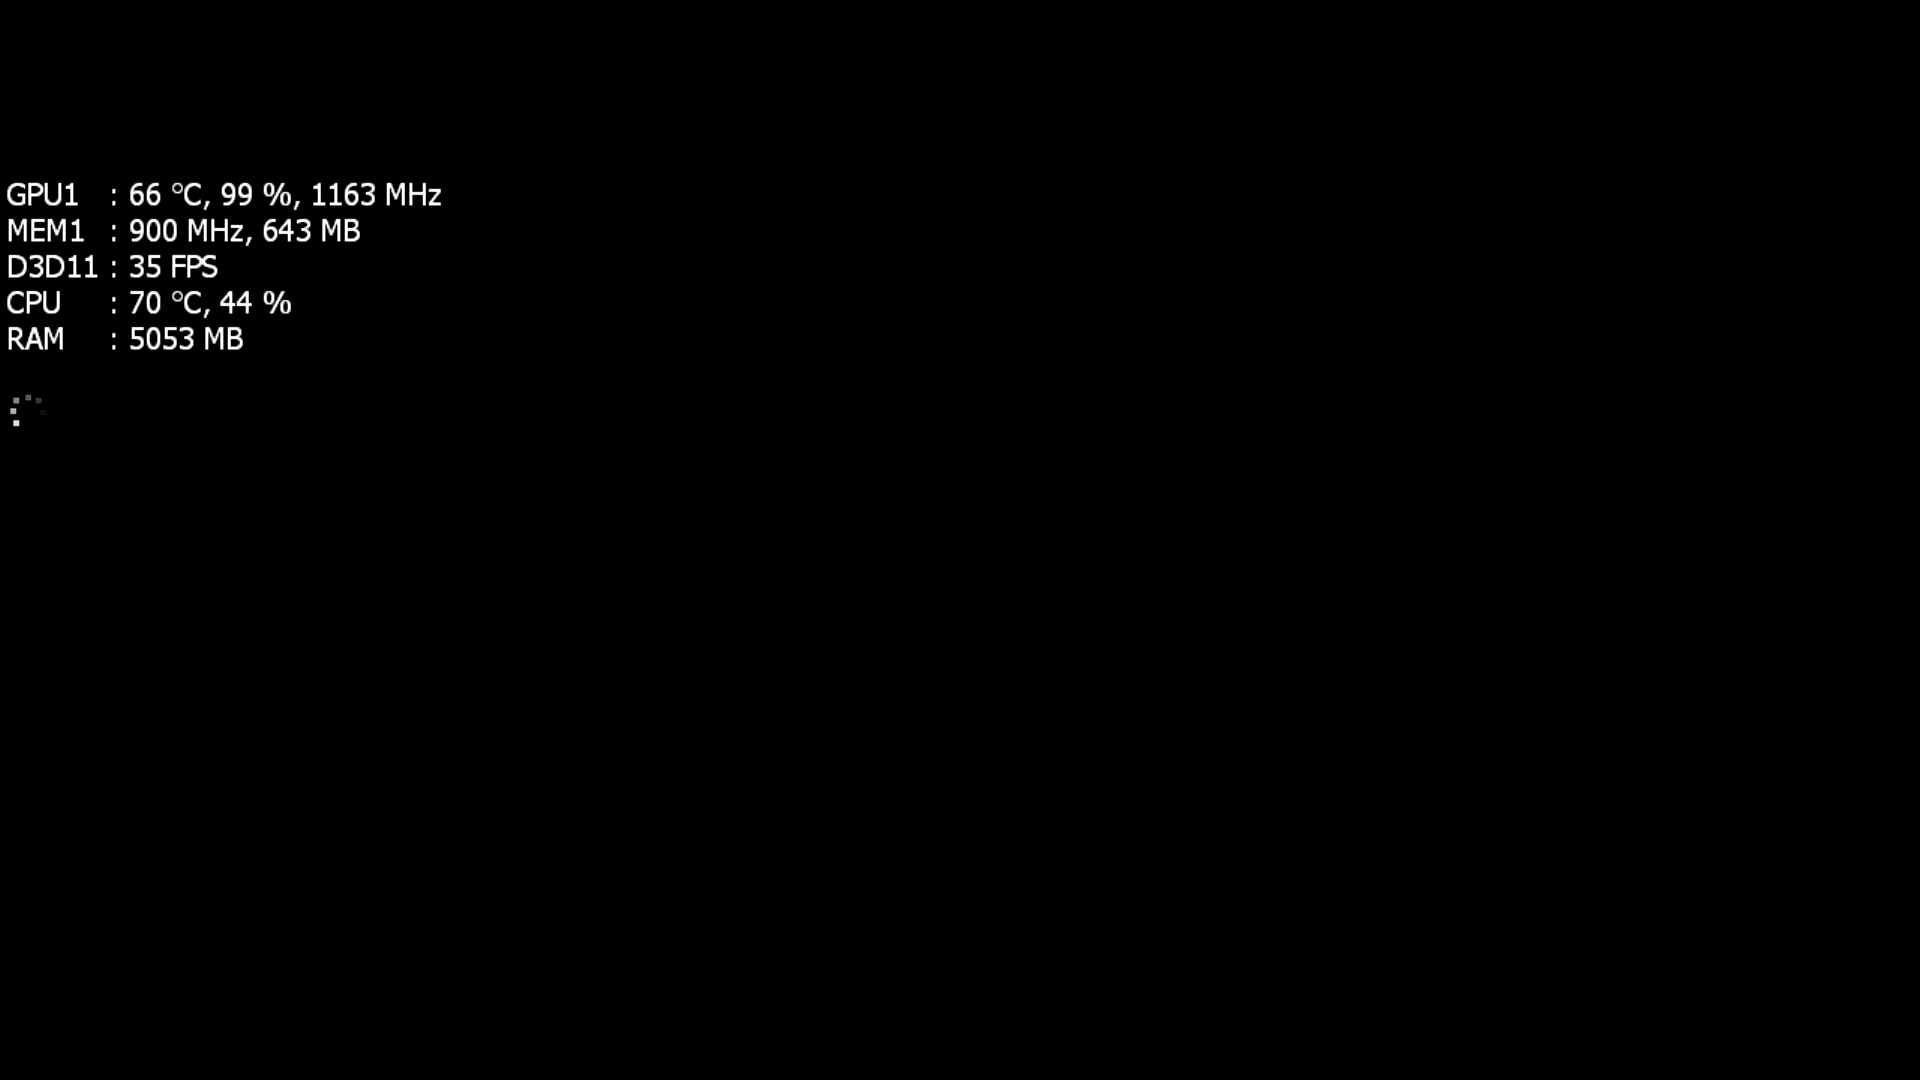 GPU1 : 66 °C, 99 %, 1163 MHz
MEM1 : 900 MHz, 643 MB
D3D11 : 35 FPS
CPU : 70 °C, 44 %
RAM : 5053 MB